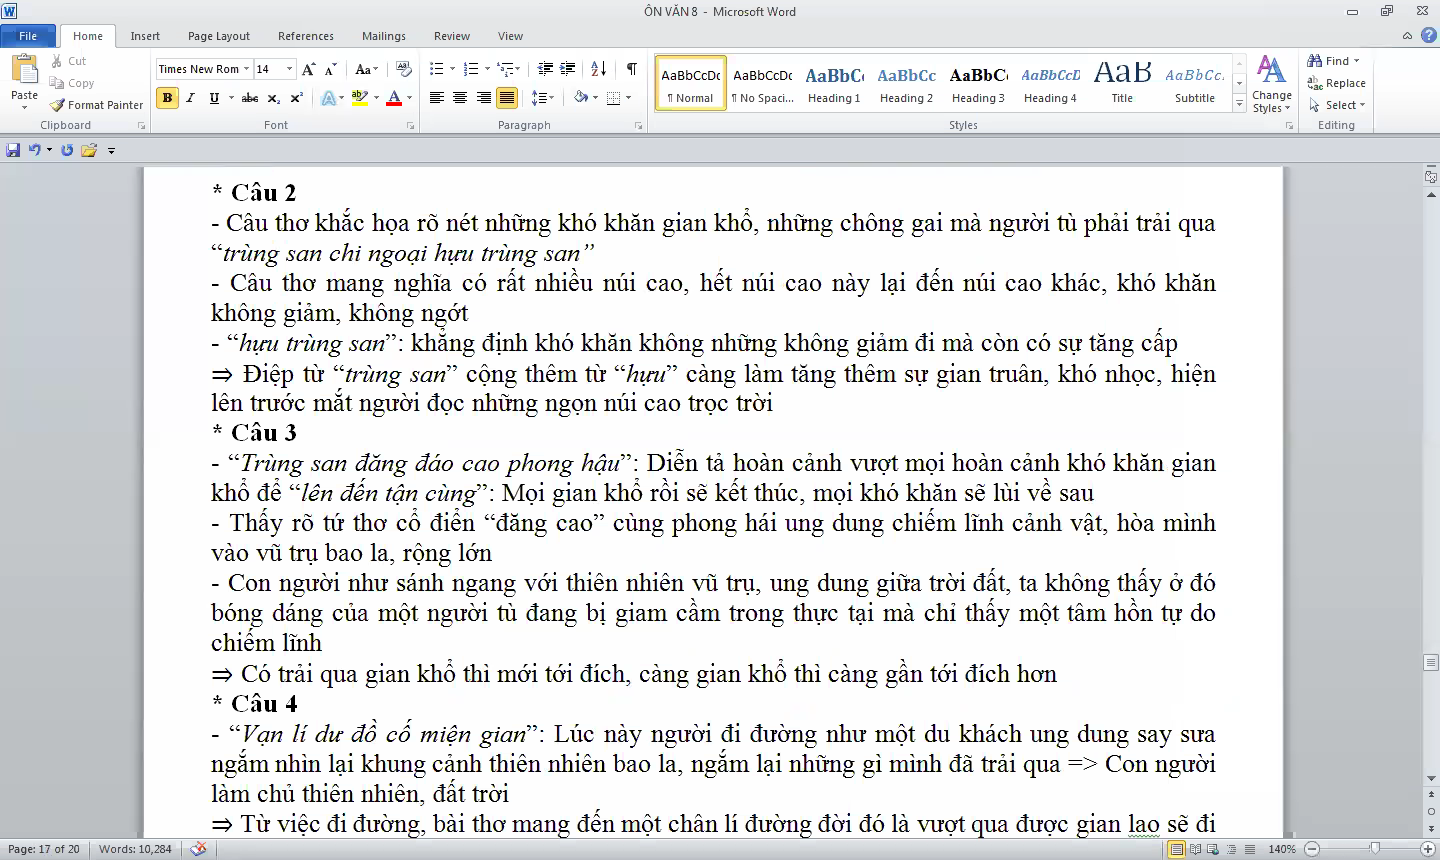 ÔN VĂN 8 - Microsoft Word
File Home Insert Page Layout References Mailings Review View
Paste Cut Copy Format Painter Clipboard
Times New Rom 14 Font
Paragraph
AaBbCcDc ¶ Normal AaBbCcDc ¶ No Spaci... AaBbCc Heading 1 AaBbCc Heading 2 AaBbCc Heading 3 AaBbCcD Heading 4 AaB Title AaBbCc. Subtitle Styles
Change Styles
Find Replace Select Editing
* Câu 2
- Câu thơ khắc họa rõ nét những khó khăn gian khổ, những chông gai mà người tù phải trải qua
“trùng san chi ngoại hựu trùng san”
- Câu thơ mang nghĩa có rất nhiều núi cao, hết núi cao này lại đến núi cao khác, khó khăn
không giảm, không ngớt
- “hựu trùng san”: khẳng định khó khăn không những không giảm đi mà còn có sự tăng cấp
⇒ Điệp từ “trùng san” cộng thêm từ “hựu” càng làm tăng thêm sự gian truân, khó nhọc, hiện
lên trước mắt người đọc những ngọn núi cao trọc trời
* Câu 3
- “Trùng san đăng đáo cao phong hậu”: Diễn tả hoàn cảnh vượt mọi hoàn cảnh khó khăn gian
khổ để “lên đến tận cùng”: Mọi gian khổ rồi sẽ kết thúc, mọi khó khăn sẽ lùi về sau
- Thấy rõ tứ thơ cổ điển “đăng cao” cùng phong hái ung dung chiếm lĩnh cảnh vật, hòa mình
vào vũ trụ bao la, rộng lớn
- Con người như sánh ngang với thiên nhiên vũ trụ, ung dung giữa trời đất, ta không thấy ở đó
bóng dáng của một người tù đang bị giam cầm trong thực tại mà chỉ thấy một tâm hồn tự do
chiếm lĩnh
⇒ Có trải qua gian khổ thì mới tới đích, càng gian khổ thì càng gần tới đích hơn
* Câu 4
- “Vạn lí dư đồ cố miện gian”: Lúc này người đi đường như một du khách ung dung say sưa
ngắm nhìn lại khung cảnh thiên nhiên bao la, ngắm lại những gì mình đã trải qua => Con người
làm chủ thiên nhiên, đất trời
⇒ Từ việc đi đường, bài thơ mang đến một chân lí đường đời đó là vượt qua được gian lao sẽ đi
Page: 17 of 20 Words: 10,284 140%